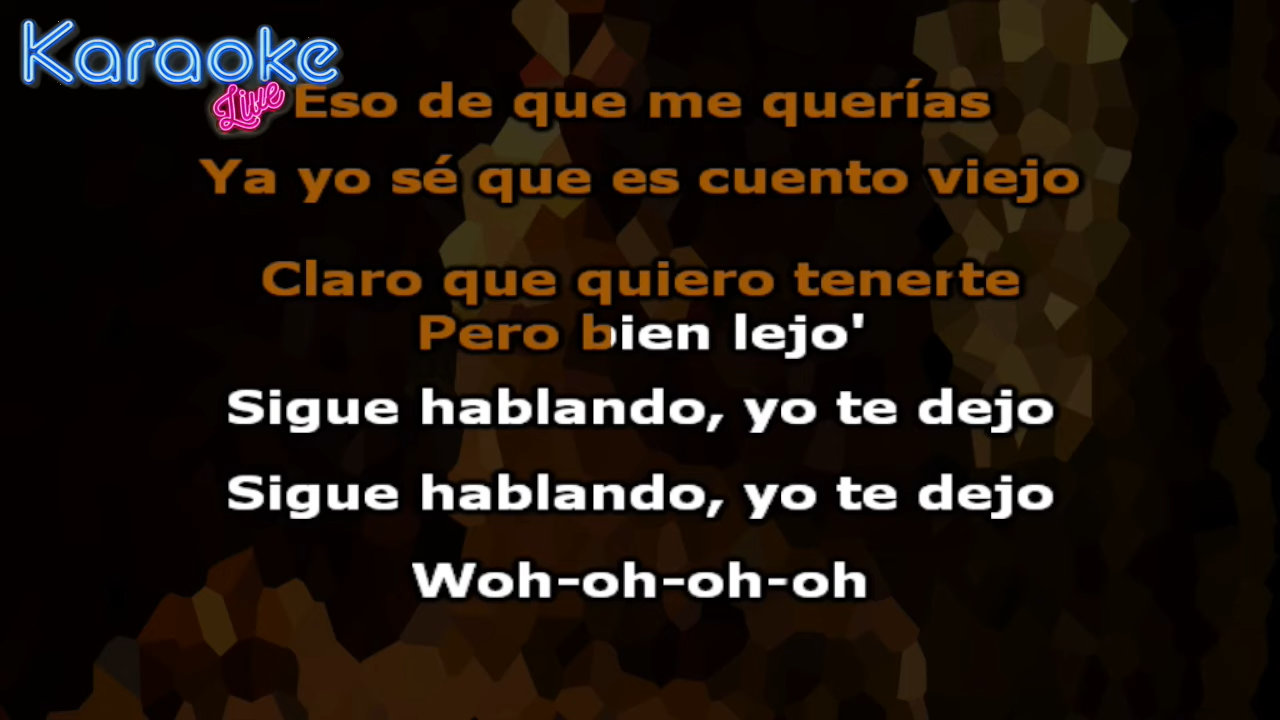 Karaoke
Live
Eso de que me querías
Ya yo sé que es cuento viejo
Claro que quiero tenerte
Pero bien lejo'
Sigue hablando, yo te dejo
Sigue hablando, yo te dejo
Woh-oh-oh-oh